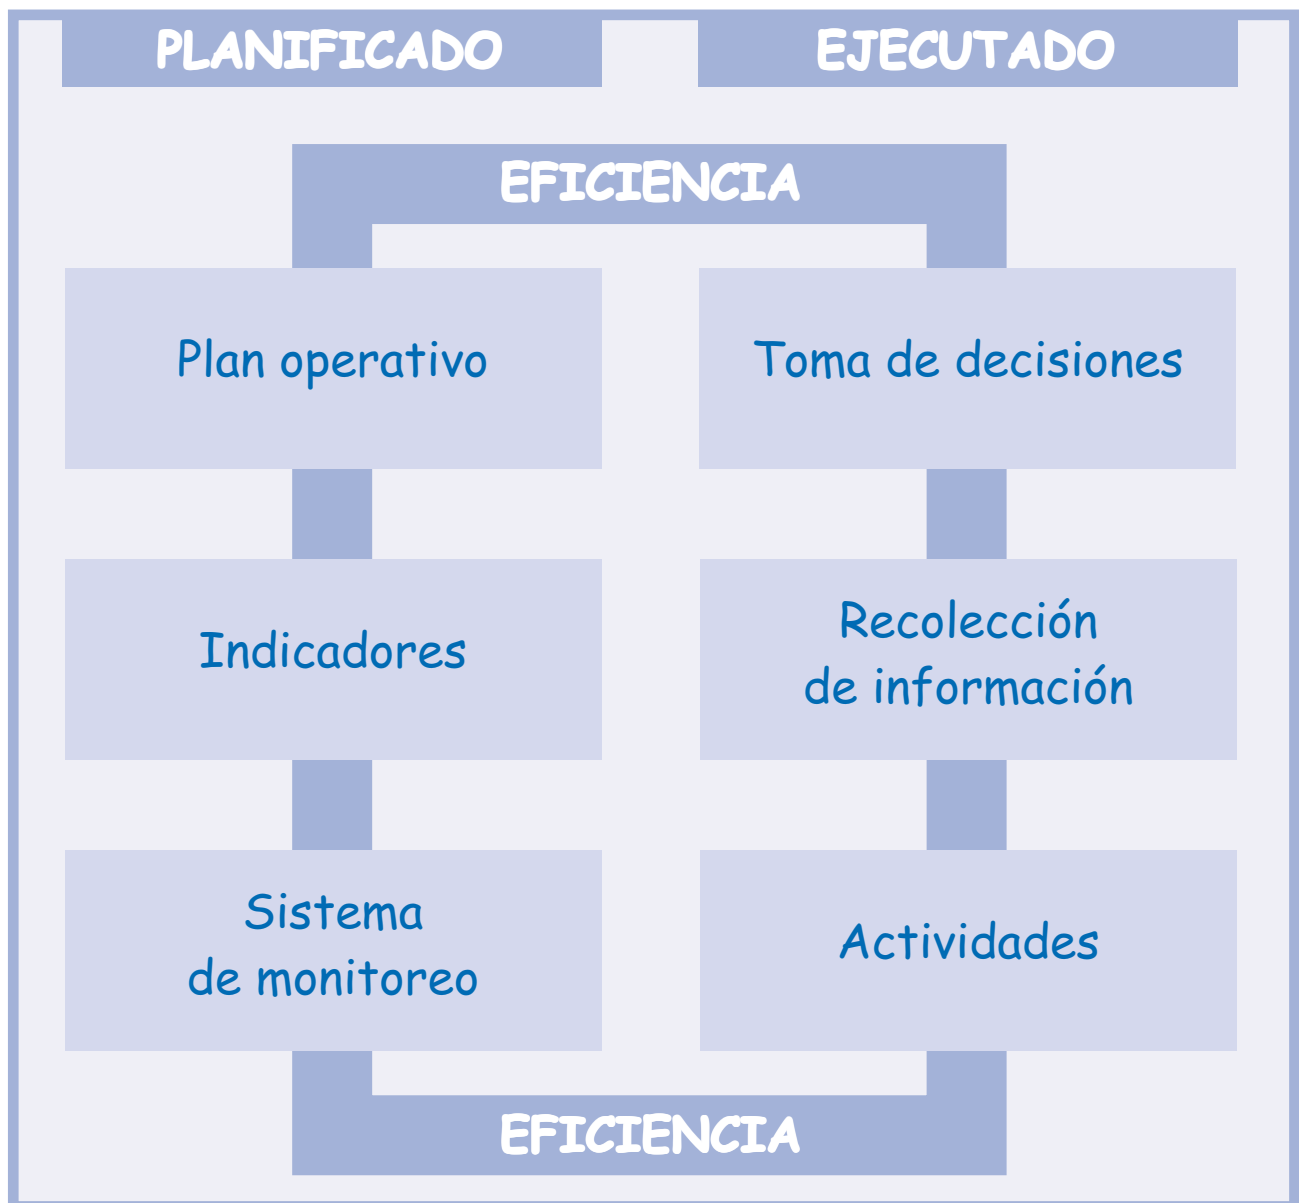 PLANIFICADO
EJECUTADO
EFICIENCIA
Plan operativo
Toma de decisiones
Indicadores
Recolección
de información
Sistema
de monitoreo
Actividades
EFICIENCIA